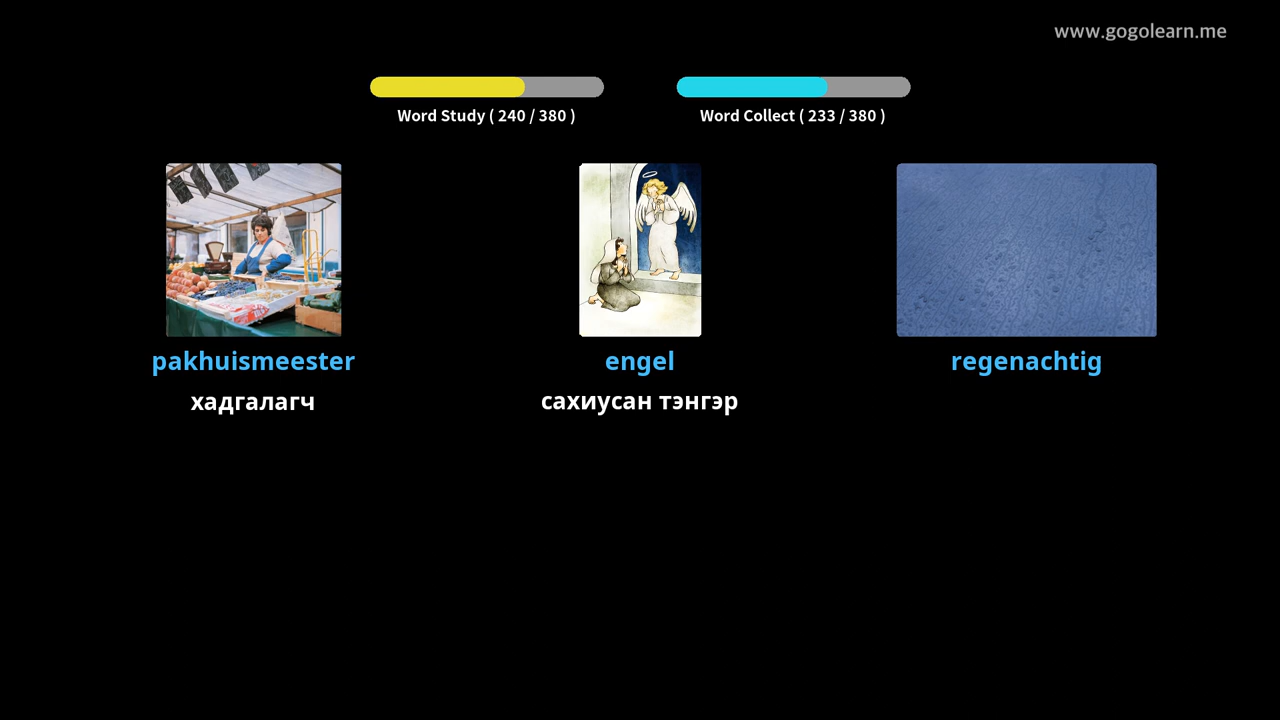 www.gogolearn.me
Word Study ( 240 / 380 )
Word Collect ( 233 / 380 )
pakhuismeester
engel
regenachtig
хадгалагч
сахиусан тэнгэр